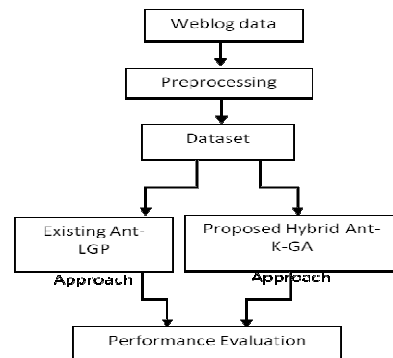 Weblog data
Preprocessing
Dataset
Existing Ant-
LGP
Approach
Proposed Hybrid Ant-
K-GA
Approach
Performance Evaluation